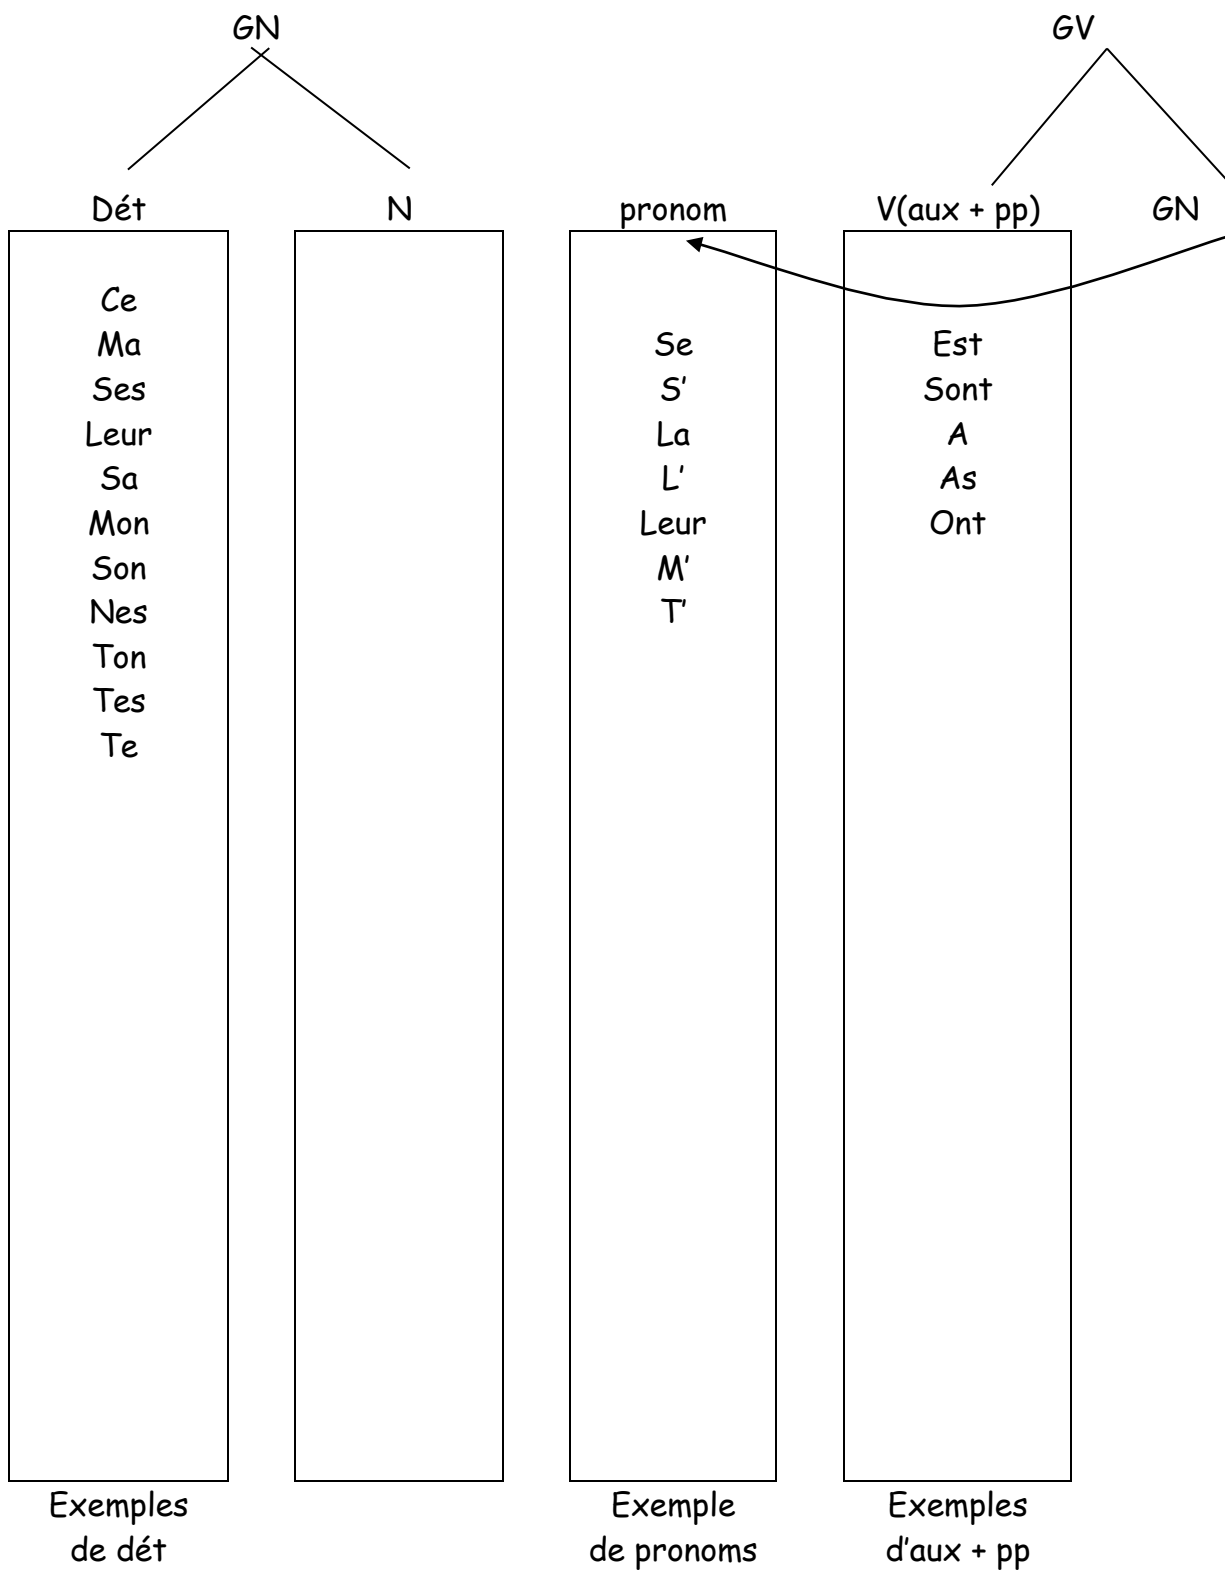 GN
GV
Dét
N
pronom
V(aux + pp)
GN
Ce
Ma
Ses
Leur
Sa
Mon
Son
Nes
Ton
Tes
Te
Se
S'
La
L'
Leur
M'
T'
Est
Sont
A
As
Ont
Exemples
de dét
Exemple
de pronoms
Exemples
d'aux + pp